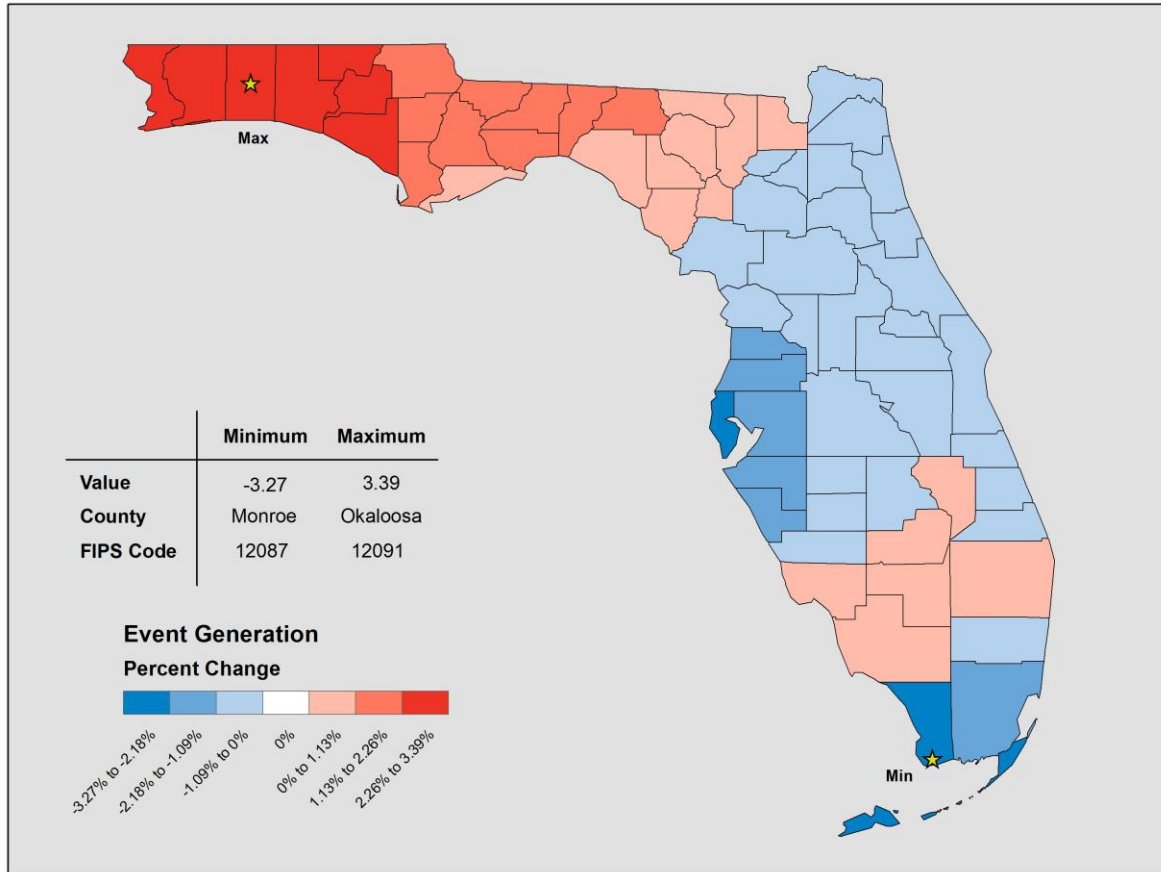 Max
Minimum Maximum
Value -3.27 3.39
County Monroe Okaloosa
FIPS Code 12087 12091
Event Generation
Percent Change
-3.27% to -2.18%
-2.18% to -1.09%
-1.09% to 0%
0%
0% to 1.13%
1.13% to 2.26%
2.26% to 3.39%
Min